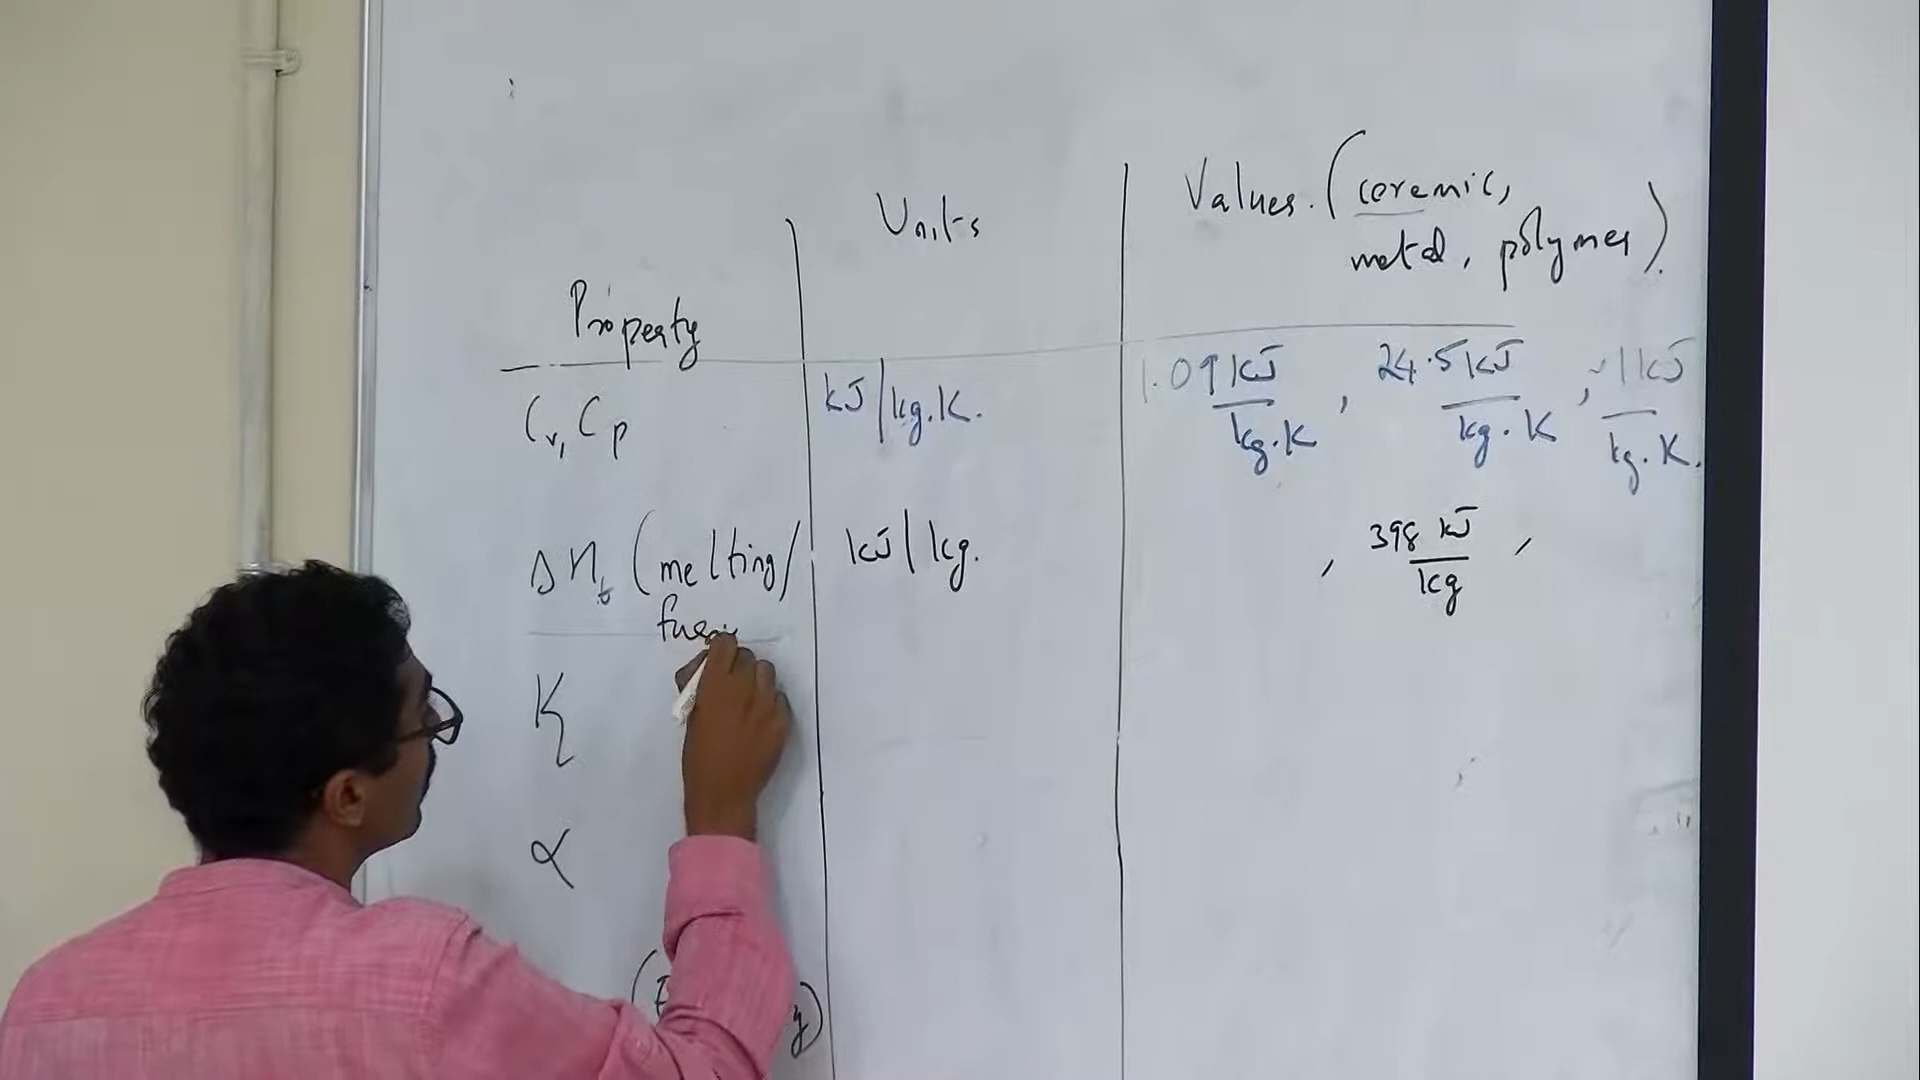 Property
Units
Values. (ceramic,
metal, polymer).
Cv, Cp
kJ/kg.K.
1.09 kJ/kg.K, 24.5 kJ/kg.K, ~1 kJ/kg.K.
ΔHt (melting/
kJ/kg.
, 398 kJ/kg ,
K
α